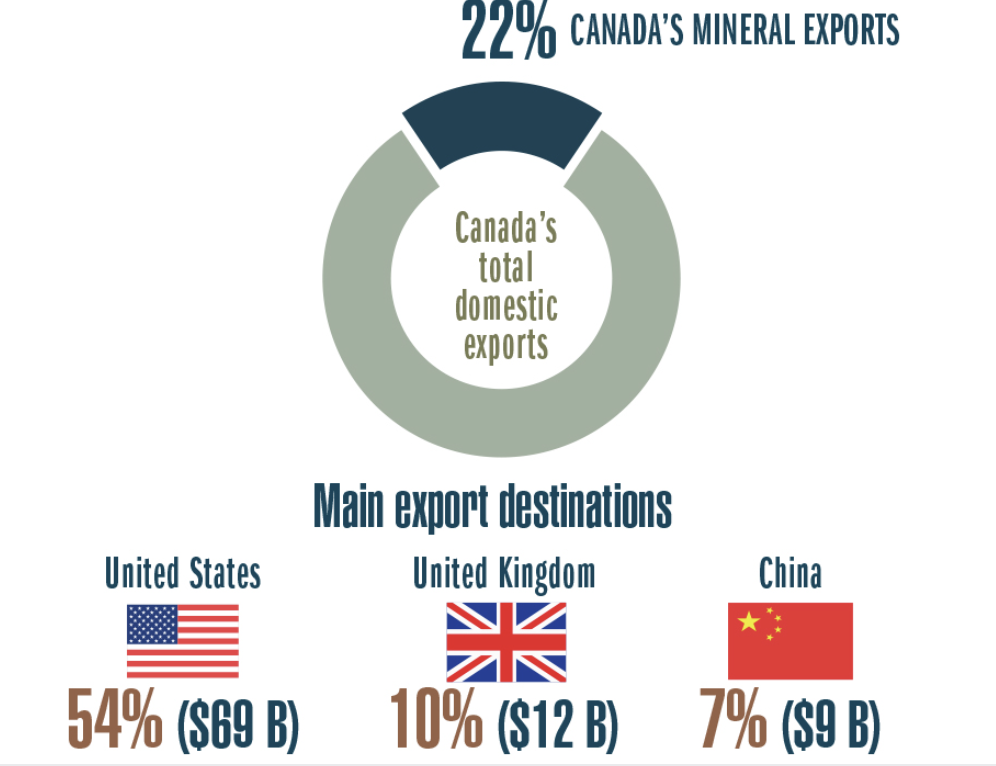 22% CANADA'S MINERAL EXPORTS
Canada's
total
domestic
exports
Main export destinations
United States United Kingdom China
54% ($69 B) 10% ($12 B) 7% ($9 B)